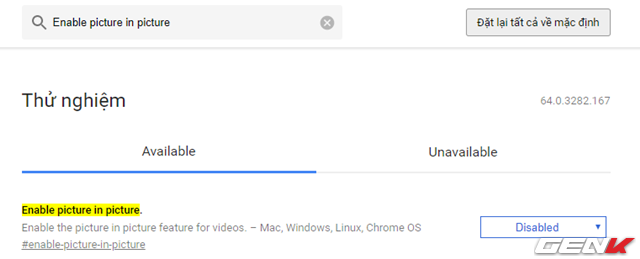 Enable picture in picture
Đặt lại tất cả về mặc định
Thử nghiệm
64.0.3282.167
Available
Unavailable
Enable picture in picture.
Enable the picture in picture feature for videos. – Mac, Windows, Linux, Chrome OS
#enable-picture-in-picture
Disabled
GENK